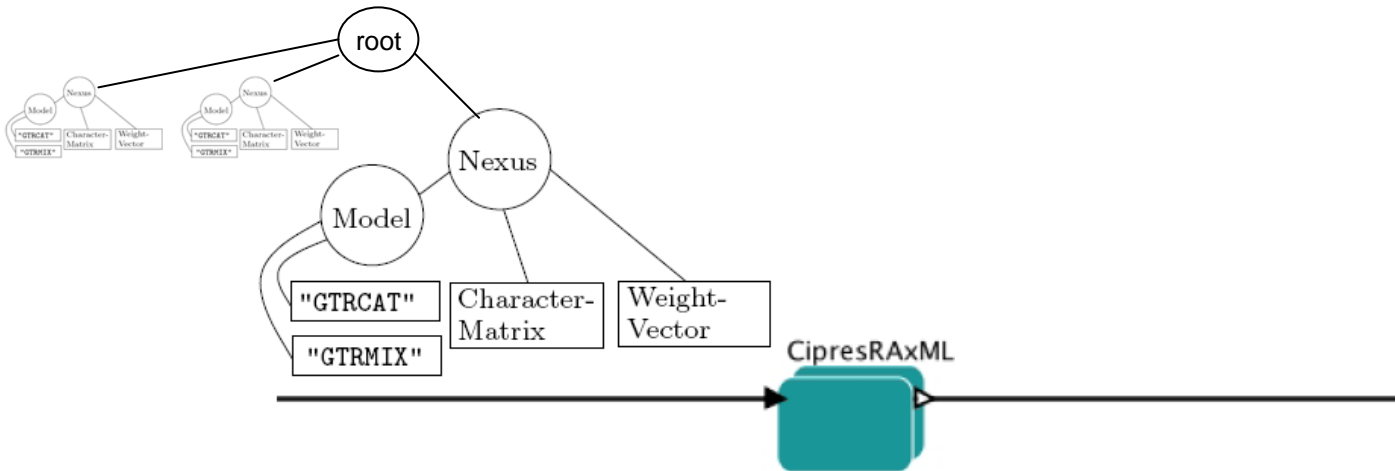 root
Nexus
Model
"GTRCAT"
"GTRMIX"
Character-
Matrix
Weight-
Vector
Nexus
Model
"GTRCAT"
"GTRMIX"
Character-
Matrix
Weight-
Vector
Nexus
Model
"GTRCAT"
"GTRMIX"
Character-
Matrix
Weight-
Vector
CipresRAxML